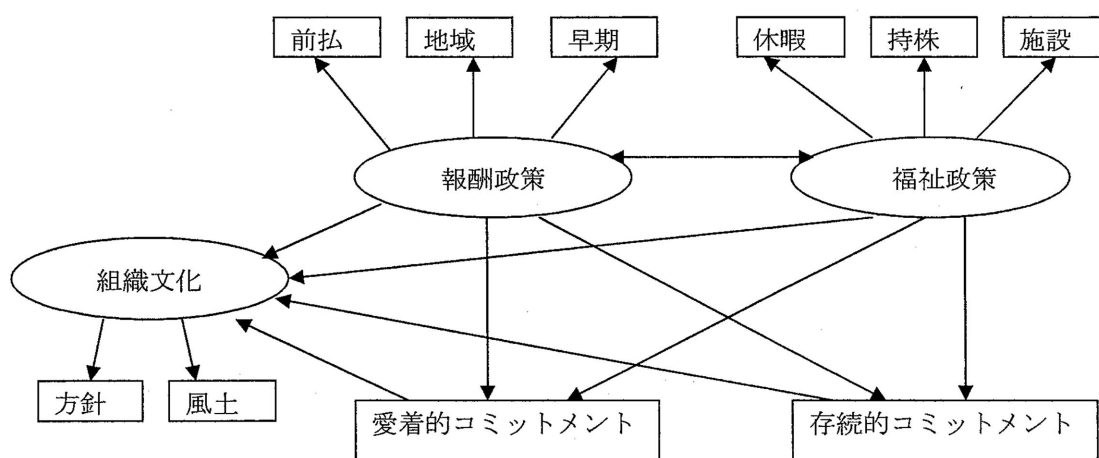 前払
地域
早期
休暇
持株
施設
報酬政策
福祉政策
組織文化
方針
風土
愛着的コミットメント
存続的コミットメント